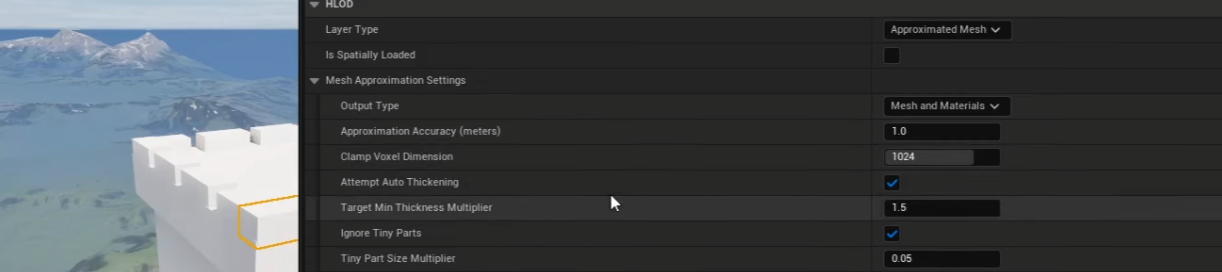 HLOD
Layer Type Approximated Mesh
Is Spatially Loaded
Mesh Approximation Settings
Output Type Mesh and Materials
Approximation Accuracy (meters) 1.0
Clamp Voxel Dimension 1024
Attempt Auto Thickening
Target Min Thickness Multiplier 1.5
Ignore Tiny Parts
Tiny Part Size Multiplier 0.05